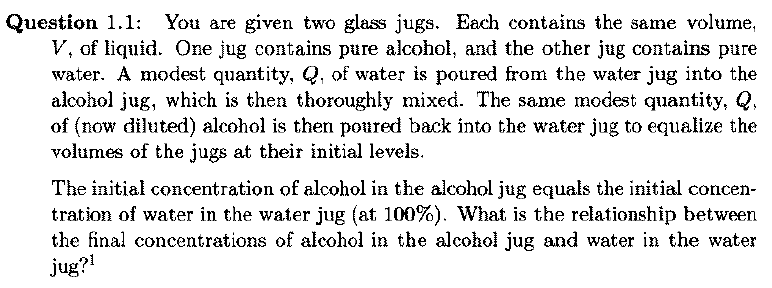 Question 1.1: You are given two glass jugs. Each contains the same volume,
V, of liquid. One jug contains pure alcohol, and the other jug contains pure
water. A modest quantity, Q, of water is poured from the water jug into the
alcohol jug, which is then thoroughly mixed. The same modest quantity, Q,
of (now diluted) alcohol is then poured back into the water jug to equalize the
volumes of the jugs at their initial levels.
The initial concentration of alcohol in the alcohol jug equals the initial concen-
tration of water in the water jug (at 100%). What is the relationship between
the final concentrations of alcohol in the alcohol jug and water in the water
jug?¹